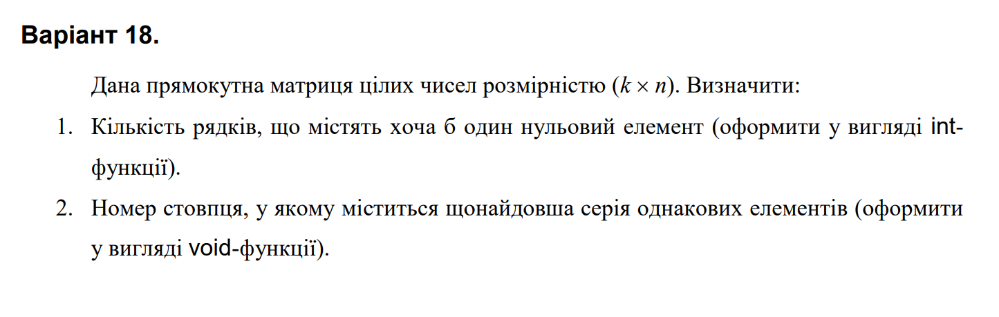 Варіант 18.
Дана прямокутна матриця цілих чисел розмірністю (k × n). Визначити:
1. Кількість рядків, що містять хоча б один нульовий елемент (оформити у вигляді int-
функції).
2. Номер стовпця, у якому міститься щонайдовша серія однакових елементів (оформити
у вигляді void-функції).